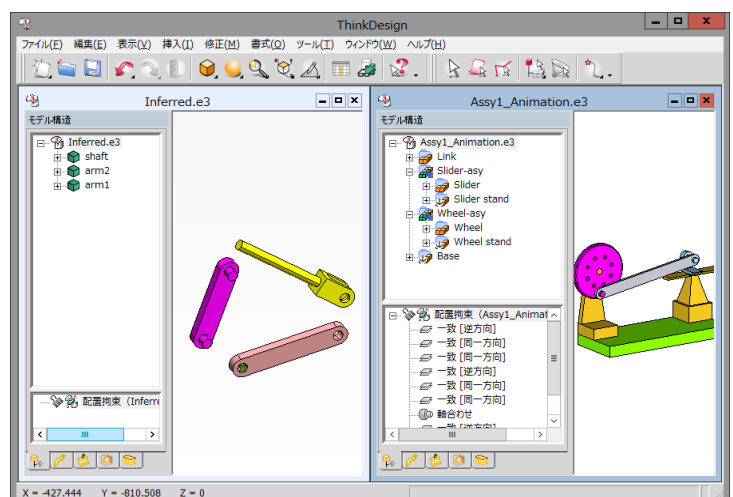 ThinkDesign
ファイル(F) 編集(E) 表示(V) 挿入(I) 修正(M) 書式(O) ツール(T) ウィンドウ(W) ヘルプ(H)
Inferred.e3
モデル構造
Inferred.e3
shaft
arm2
arm1
配置拘束 (Inferre
Assy1_Animation.e3
モデル構造
Assy1_Animation.e3
Link
Slider-asy
Slider
Slider stand
Wheel-asy
Wheel
Wheel stand
Base
配置拘束 (Assy1_Animat
一致 [逆方向]
一致 [同一方向]
一致 [同一方向]
一致 [逆方向]
一致 [同一方向]
一致 [同一方向]
軸合わせ
一致 [逆方向]
X = -427.444 Y = -810.508 Z = 0